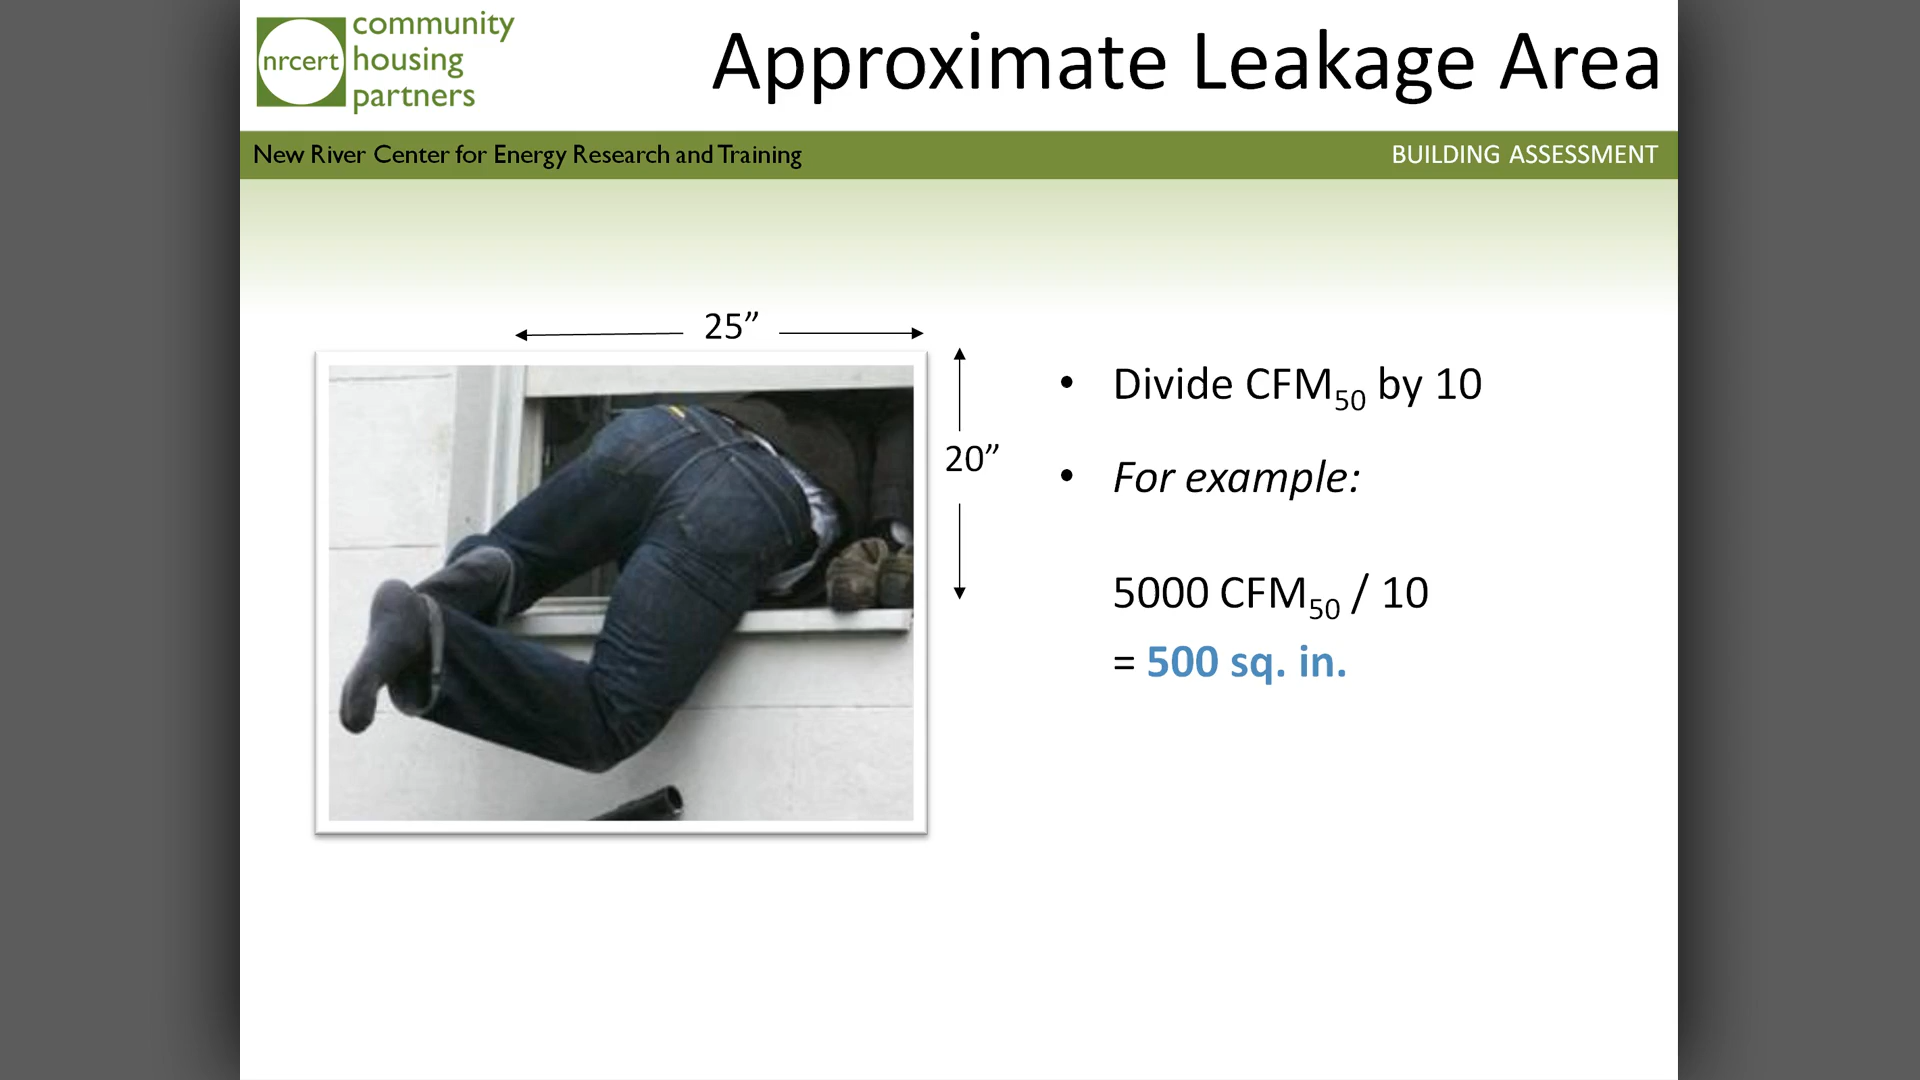 nrcert
community
housing
partners
Approximate Leakage Area
New River Center for Energy Research and Training
BUILDING ASSESSMENT
25”
20”
• Divide CFM50 by 10
• For example:
5000 CFM50 / 10
= 500 sq. in.